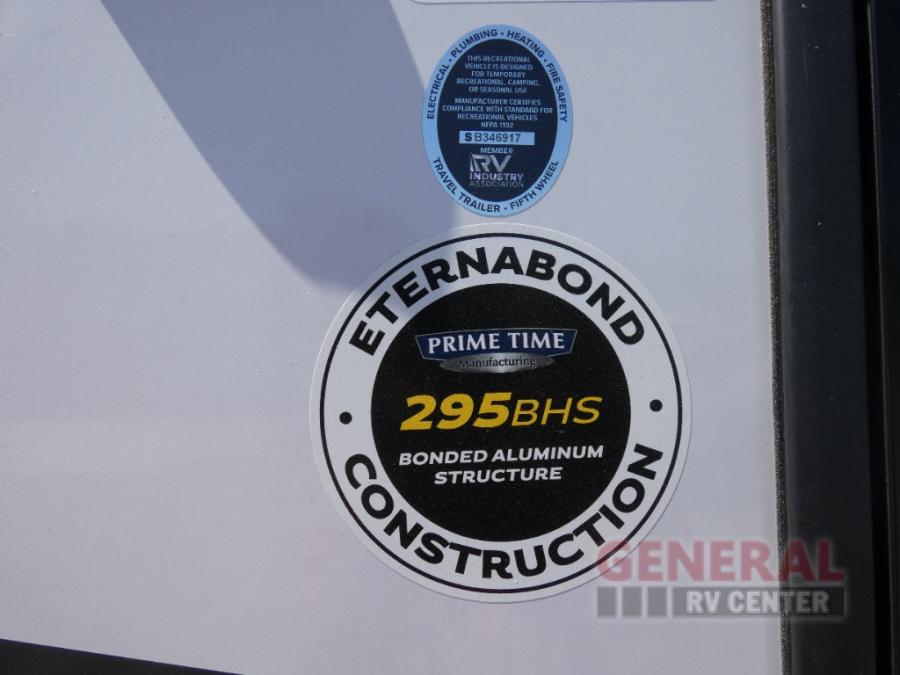 ELECTRICAL • PLUMBING • HEATING • FIRE SAFETY
THIS RECREATIONAL
VEHICLE IS DESIGNED
FOR TEMPORARY
RECREATIONAL, CAMPING,
OR SEASONAL USE
MANUFACTURER CERTIFIES
COMPLIANCE WITH STANDARD FOR
RECREATIONAL VEHICLES
NFPA 1192
SB346917
MEMBER
RV
INDUSTRY
ASSOCIATION
TRAVEL TRAILER • FIFTH WHEEL
ETERNABOND
PRIME TIME
Manufacturing
295BHS
BONDED ALUMINUM
STRUCTURE
CONSTRUCTION
GENERAL
RV CENTER